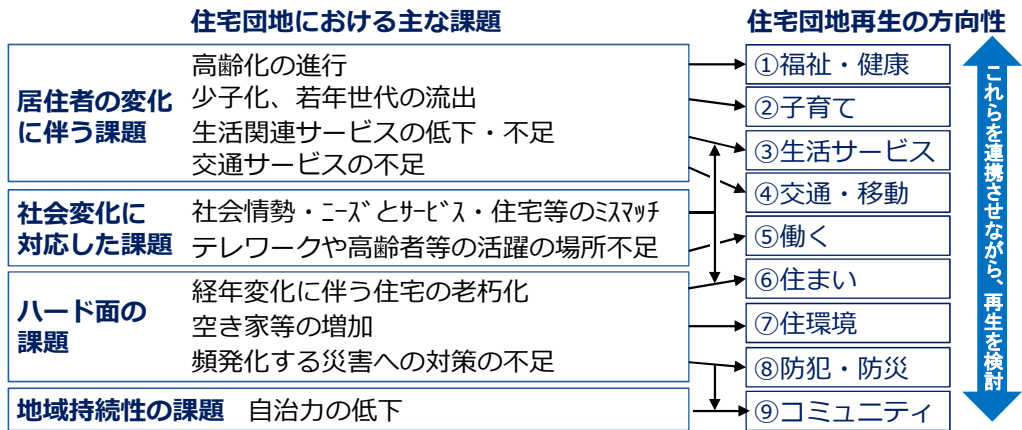 住宅団地における主な課題
住宅団地再生の方向性
居住者の変化
に伴う課題
高齢化の進行
少子化、若年世代の流出
生活関連サービスの低下・不足
交通サービスの不足
社会変化に
対応した課題
社会情勢・ﾆｰｽﾞとｻｰﾋﾞｽ・住宅等のﾐｽﾏｯﾁ
テレワークや高齢者等の活躍の場所不足
ハード面の
課題
経年変化に伴う住宅の老朽化
空き家等の増加
頻発化する災害への対策の不足
地域持続性の課題 自治力の低下
①福祉・健康
②子育て
③生活サービス
④交通・移動
⑤働く
⑥住まい
⑦住環境
⑧防犯・防災
⑨コミュニティ
これらを連携させながら、再生を検討